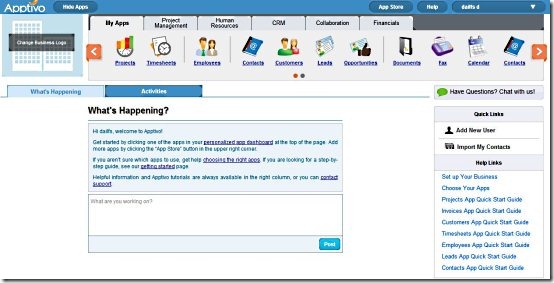 Apptivo
Hide Apps
App Store
Help
dailfs d
Change Business Logo
My Apps
Project Management
Human Resources
CRM
Collaboration
Financials
Projects
Timesheets
Employees
Contacts
Customers
Leads
Opportunities
Documents
Fax
Calendar
Contacts
What's Happening
Activities
Have Questions? Chat with us!
What's Happening?
Hi dailfs, welcome to Apptivo!
Get started by clicking one of the apps in your personalized app dashboard at the top of the page. Add
more apps by clicking the "App Store" button in the upper right corner.
If you aren't sure which apps to use, get help choosing the right apps. If you are looking for a step-by-
step guide, see our getting started page.
Helpful information and Apptivo tutorials are always available in the right column, or you can contact
support.
What are you working on?
Post
Quick Links
Add New User
Import My Contacts
Help Links
Set up your Business
Choose your Apps
Projects App Quick Start Guide
Invoices App Quick Start Guide
Customers App Quick Start Guide
Timesheets App Quick Start Guide
Employees App Quick Start Guide
Leads App Quick Start Guide
Contacts App Quick Start Guide